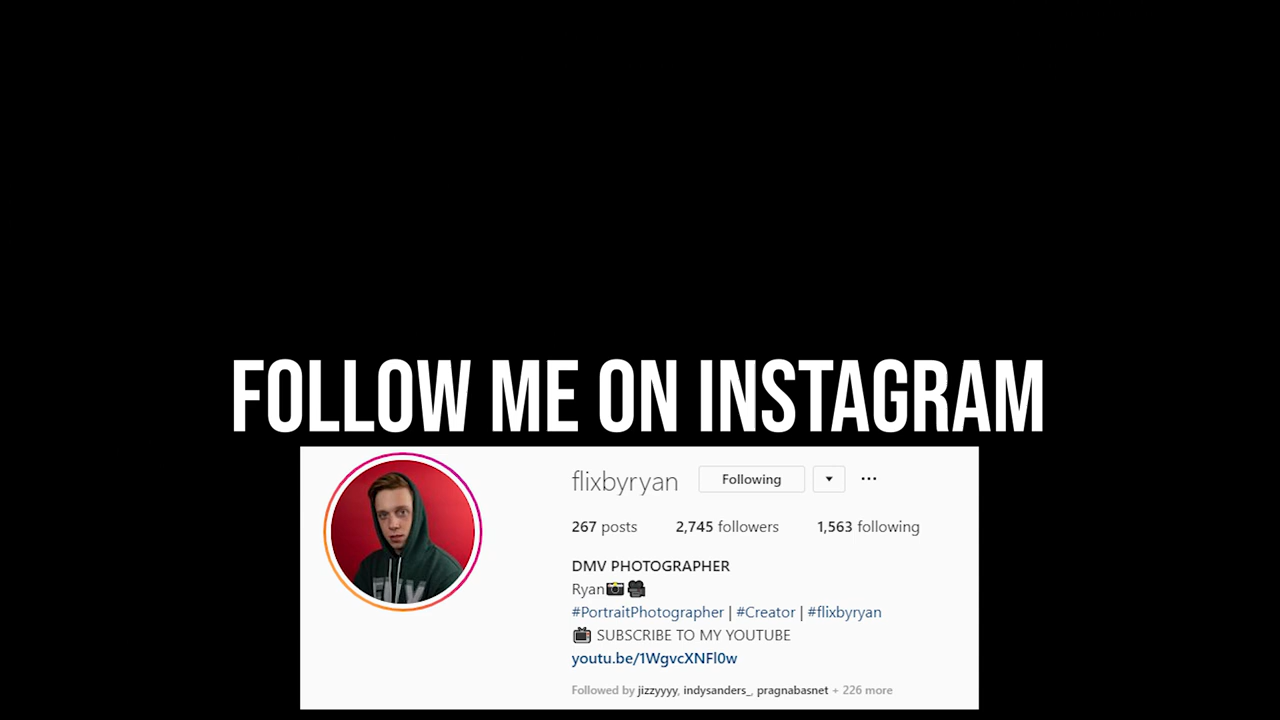 FOLLOW ME ON INSTAGRAM
flixbyryan Following ▼ ...
267 posts 2,745 followers 1,563 following
DMV PHOTOGRAPHER
Ryan📸🎥
#PortraitPhotographer | #Creator | #flixbyryan
📺 SUBSCRIBE TO MY YOUTUBE
youtu.be/1WgvcXNFl0w
Followed by jizzyyyy, indysanders_, pragnabasnet + 226 more